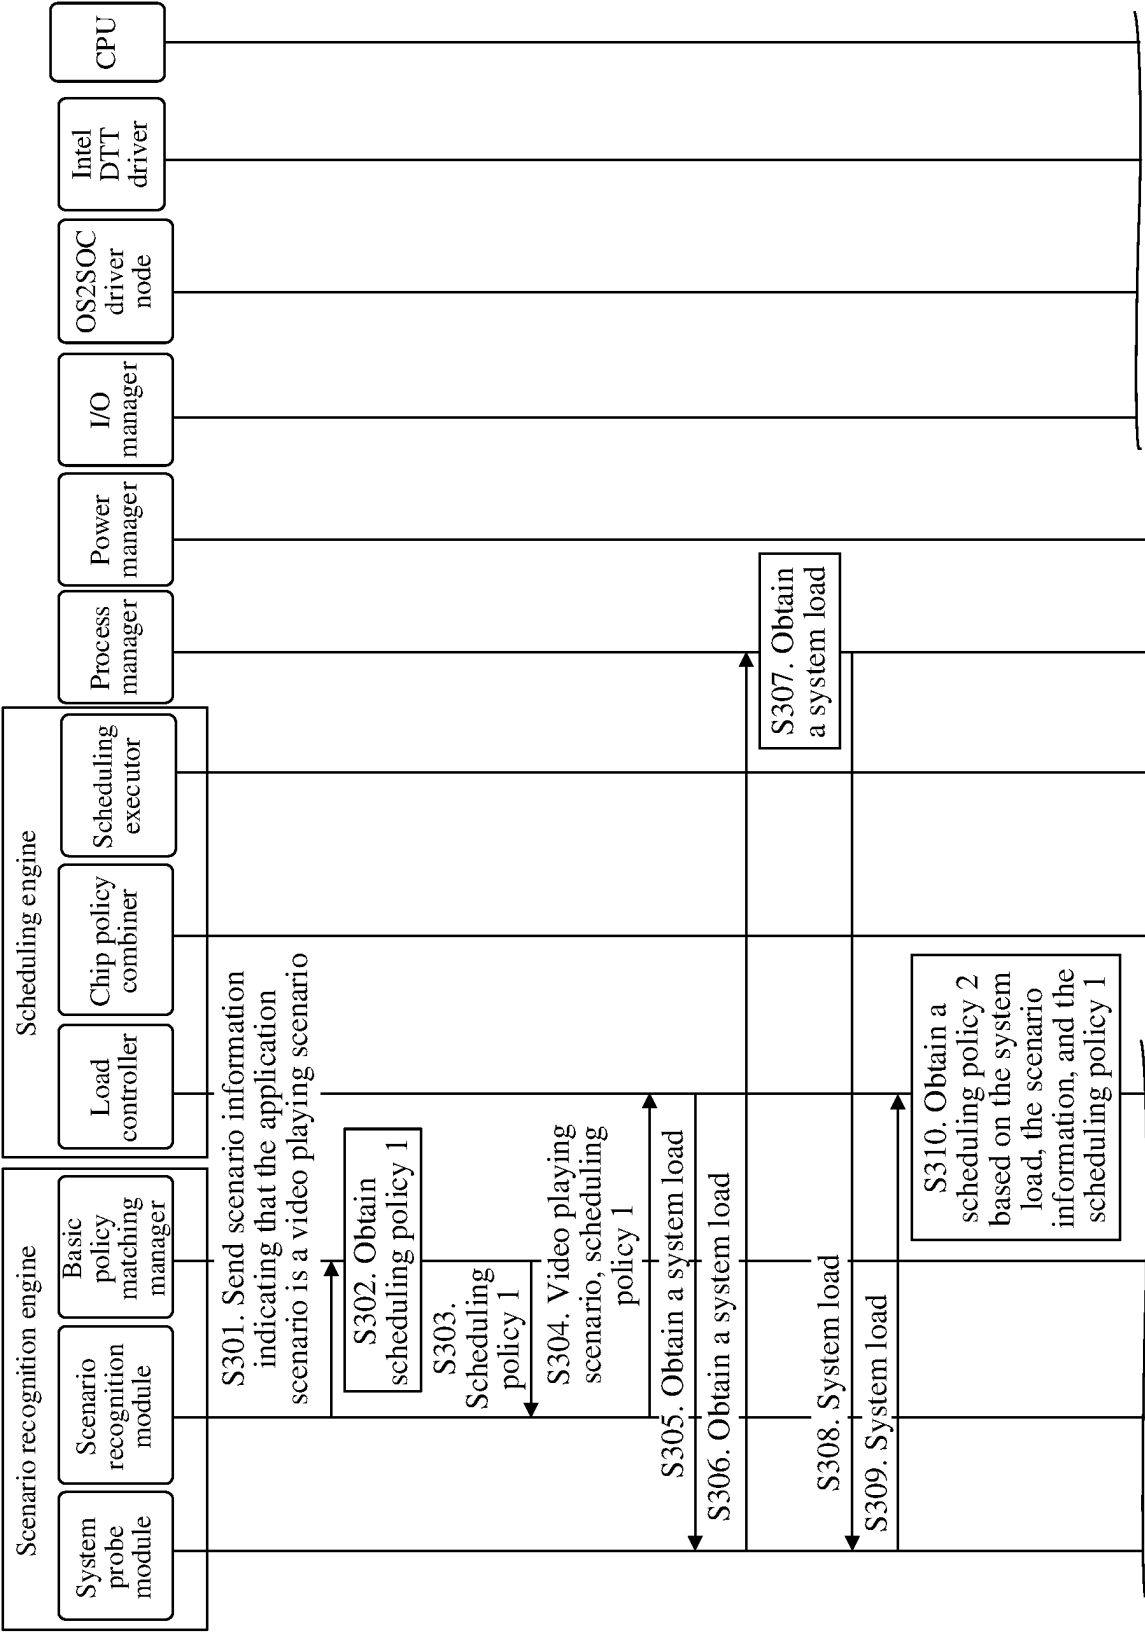 Scenario recognition engine
Scheduling engine
System
probe
module
Scenario
recognition
module
Basic
policy
matching
manager
Load
controller
Chip policy
combiner
Scheduling
executor
Process
manager
Power
manager
I/O
manager
OS2SOC
driver
node
Intel
DTT
driver
CPU
S301. Send scenario information
indicating that the application
scenario is a video playing scenario
S302. Obtain
scheduling policy 1
S303.
Scheduling
policy 1
S304. Video playing
scenario, scheduling
policy 1
S305. Obtain a system load
S306. Obtain a system load
S307. Obtain
a system load
S308. System load
S309. System load
S310. Obtain a
scheduling policy 2
based on the system
load, the scenario
information, and the
scheduling policy 1